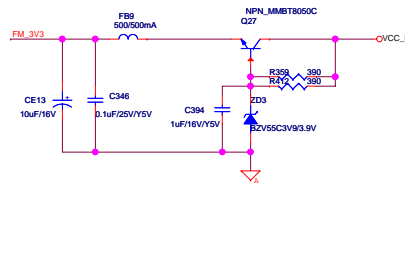 NPN_MMBT8050C
Q27
FB9
500/500mA
FM_3V3
VCC_
R359 390
R412 390
C346
0.1uF/25V/Y5V
CE13
10uF/16V
C394
1uF/16V/Y5V
ZD3
BZV55C3V9/3.9V
A